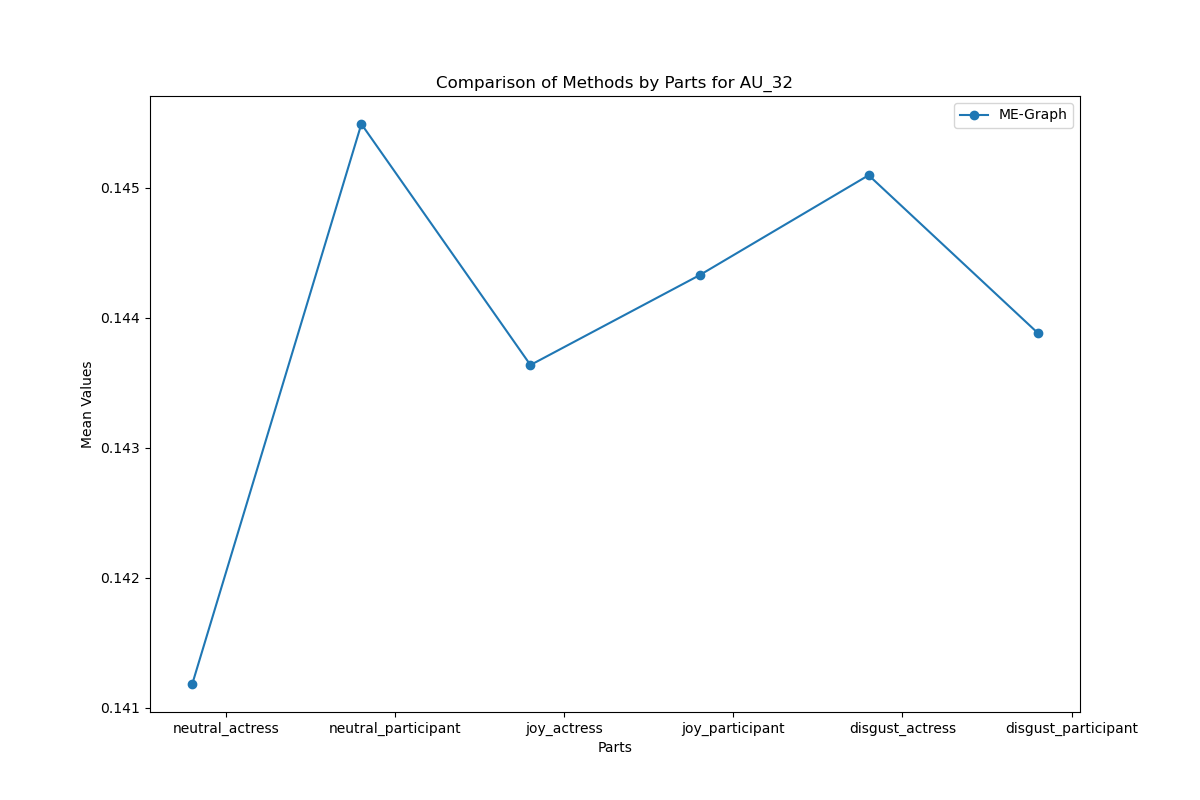 Comparison of Methods by Parts for AU_32
ME-Graph
0.145
0.144
0.143
0.142
0.141
Mean Values
neutral_actress
neutral_participant
joy_actress
joy_participant
disgust_actress
disgust_participant
Parts